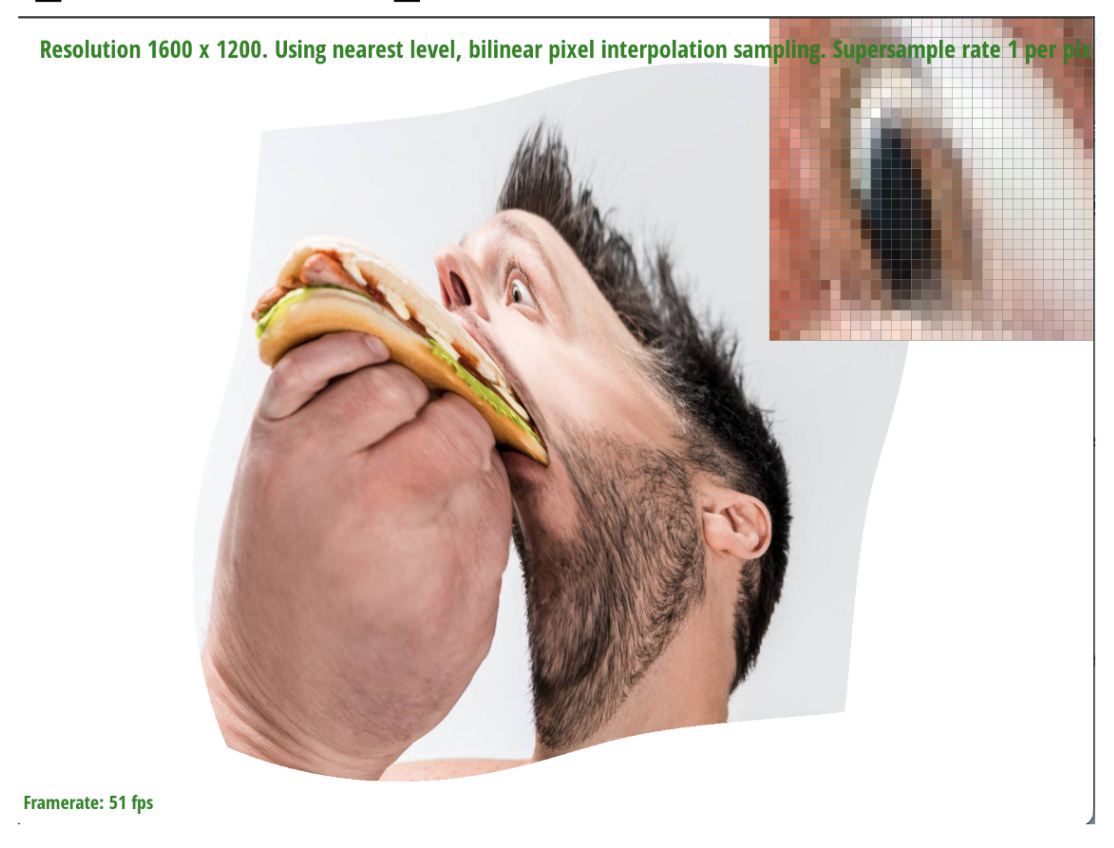 Resolution 1600 x 1200. Using nearest level, bilinear pixel interpolation sampling. Supersample rate 1 per pix
Framerate: 51 fps